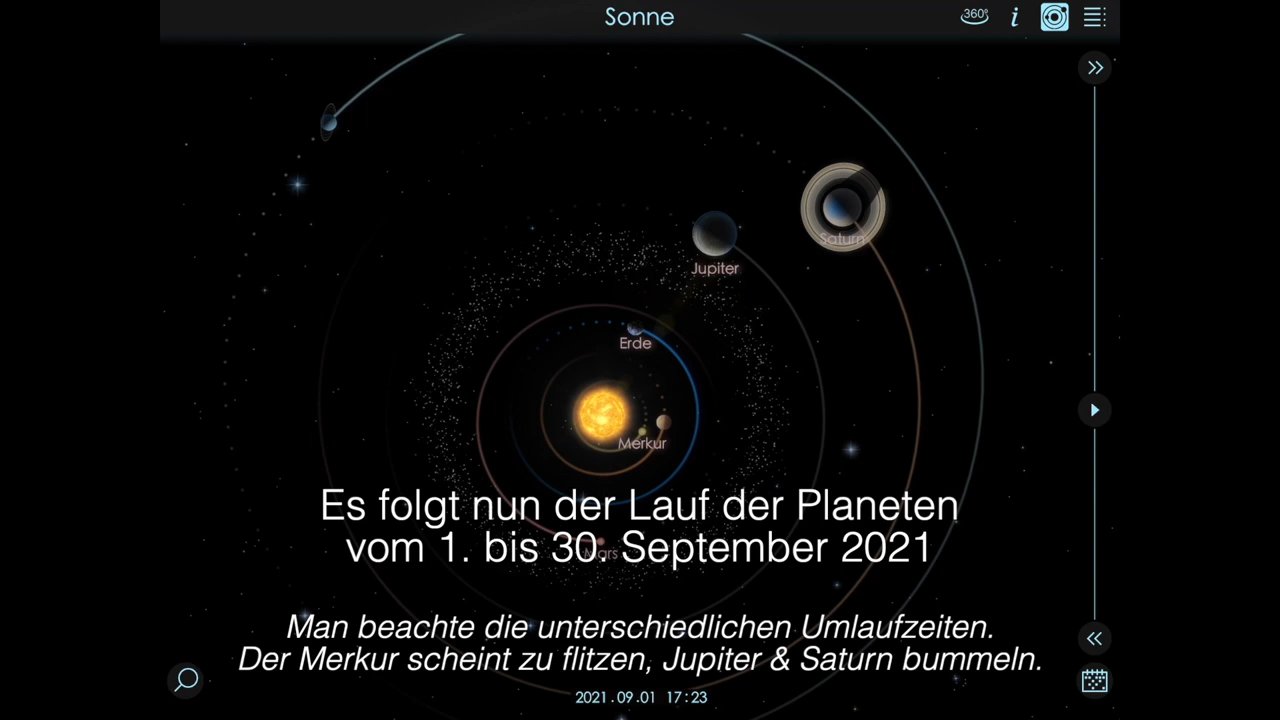 Sonne
360°
i
Saturn
Jupiter
Erde
Merkur
Es folgt nun der Lauf der Planeten
vom 1. bis 30. September 2021
Mars
Man beachte die unterschiedlichen Umlaufzeiten.
Der Merkur scheint zu flitzen, Jupiter & Saturn bummeln.
2021.09.01 17:23